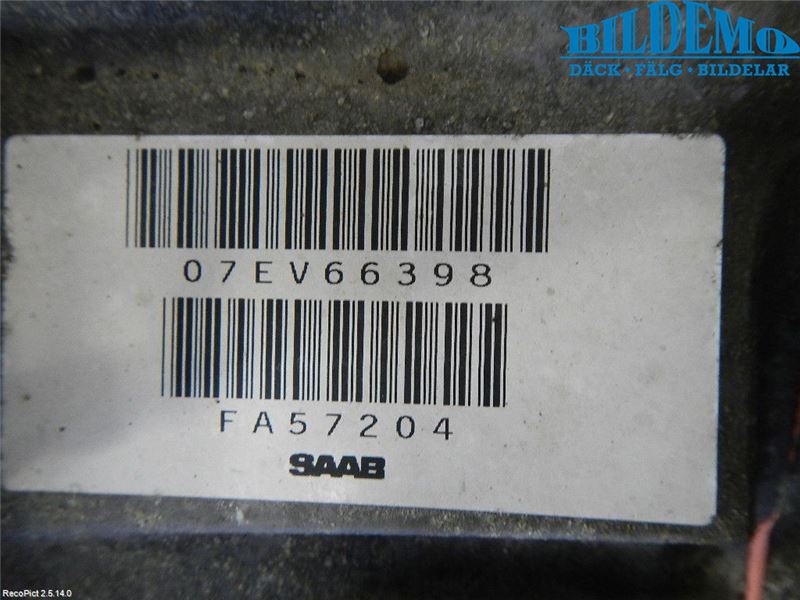 BILDEMO
DÄCK • FÄLG • BILDELAR
07EV66398
FA57204
SAAB
RecoPict 2.5.14.0